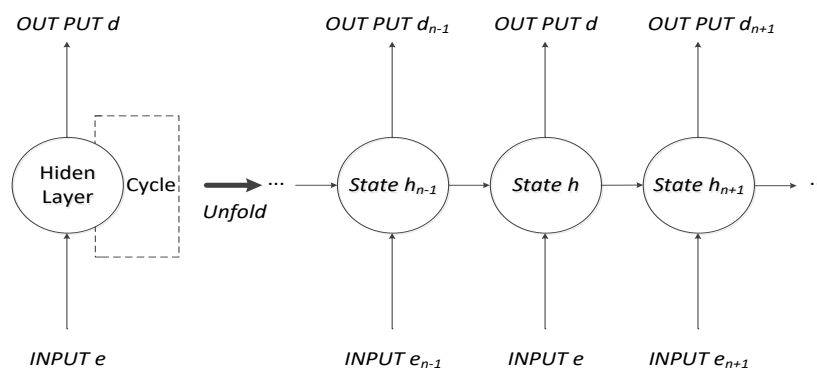 OUT PUT d
OUT PUT dₙ₋₁
OUT PUT d
OUT PUT dₙ₊₁
Hiden
Layer
Cycle
Unfold
...
State hₙ₋₁
State h
State hₙ₊₁
..
INPUT e
INPUT eₙ₋₁
INPUT e
INPUT eₙ₊₁